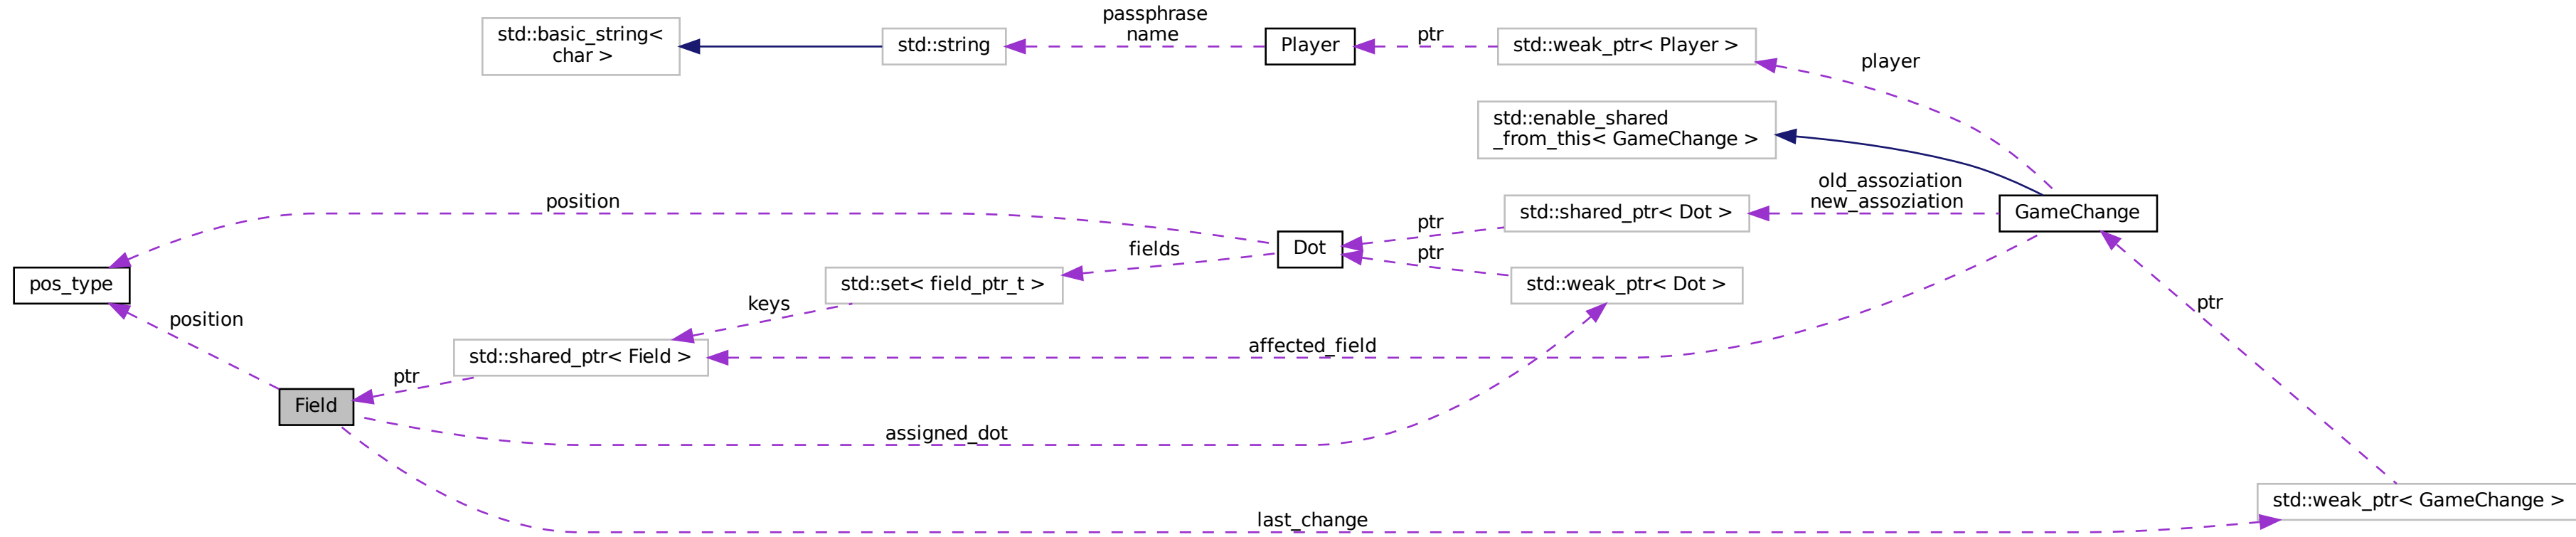 passphrase
name
std::basic_string<
char >
std::string
Player
ptr
std::weak_ptr< Player >
player
std::enable_shared
_from_this< GameChange >
old_assoziation
new_assoziation
position
std::shared_ptr< Dot >
GameChange
ptr
Dot
fields
ptr
pos_type
std::set< field_ptr_t >
std::weak_ptr< Dot >
keys
ptr
position
affected_field
std::shared_ptr< Field >
ptr
Field
assigned_dot
std::weak_ptr< GameChange >
last_change